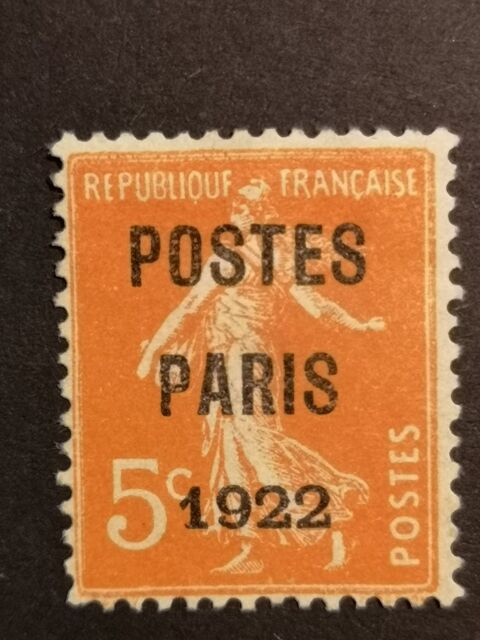 REPUBLIQUE FRANÇAISE
POSTES
PARIS
5c
1922
POSTES